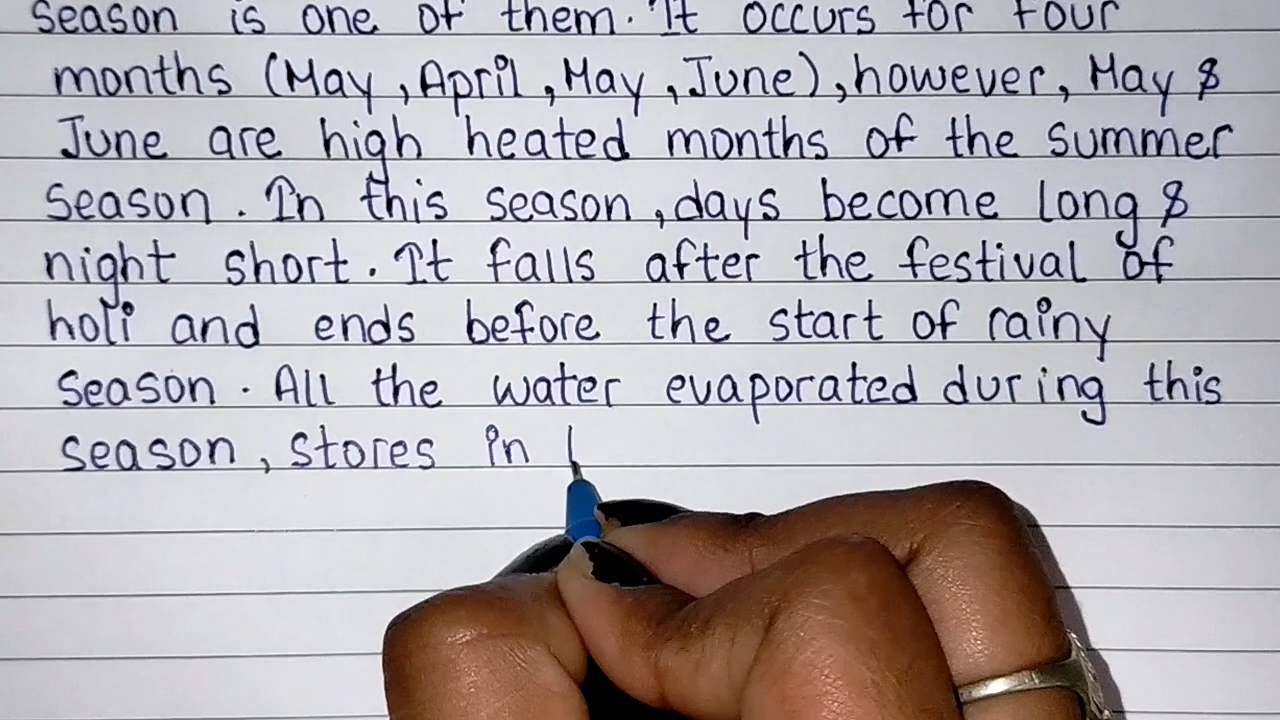 season is one of them. It occurs for four
months (May, April, May, June), however, May &
June are high heated months of the summer
season. In this season, days become long &
night short. It falls after the festival of
holi and ends before the start of rainy
season. All the water evaporated during this
season, stores in